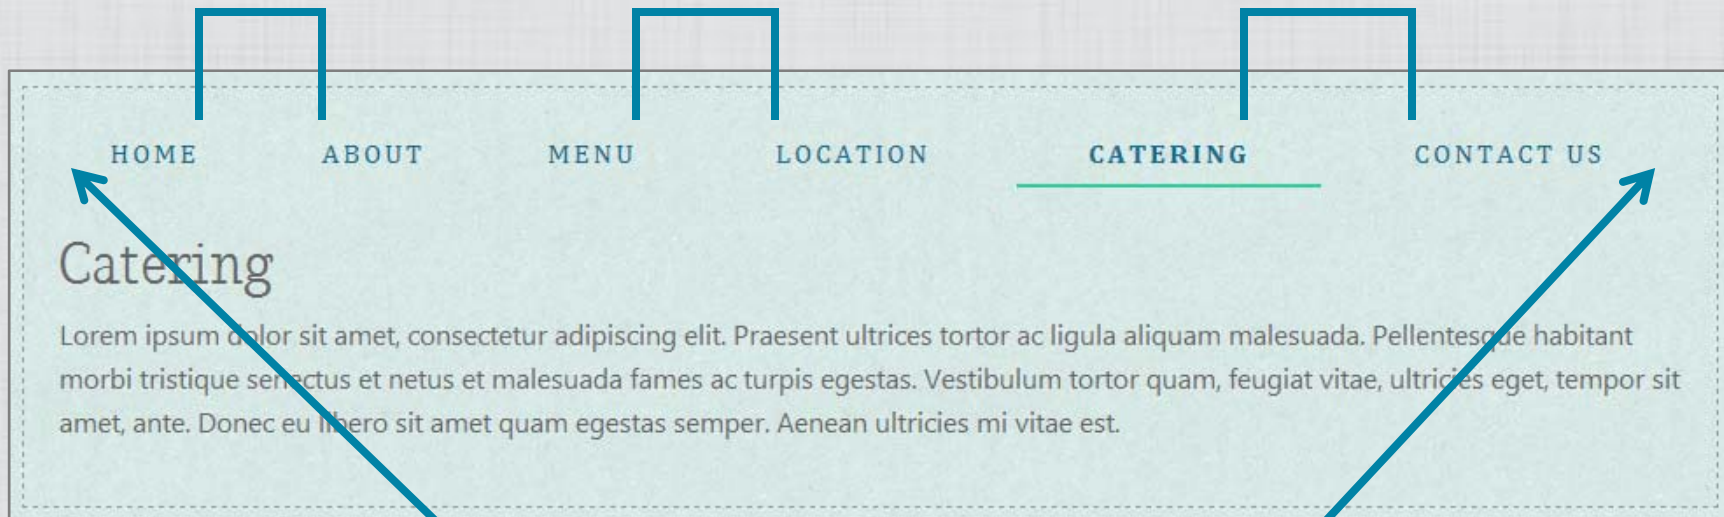 HOME ABOUT MENU LOCATION CATERING CONTACT US
Catering
Lorem ipsum dolor sit amet, consectetur adipiscing elit. Praesent ultrices tortor ac ligula aliquam malesuada. Pellentesque habitant
morbi tristique senectus et netus et malesuada fames ac turpis egestas. Vestibulum tortor quam, feugiat vitae, ultricies eget, tempor sit
amet, ante. Donec eu libero sit amet quam egestas semper. Aenean ultricies mi vitae est.